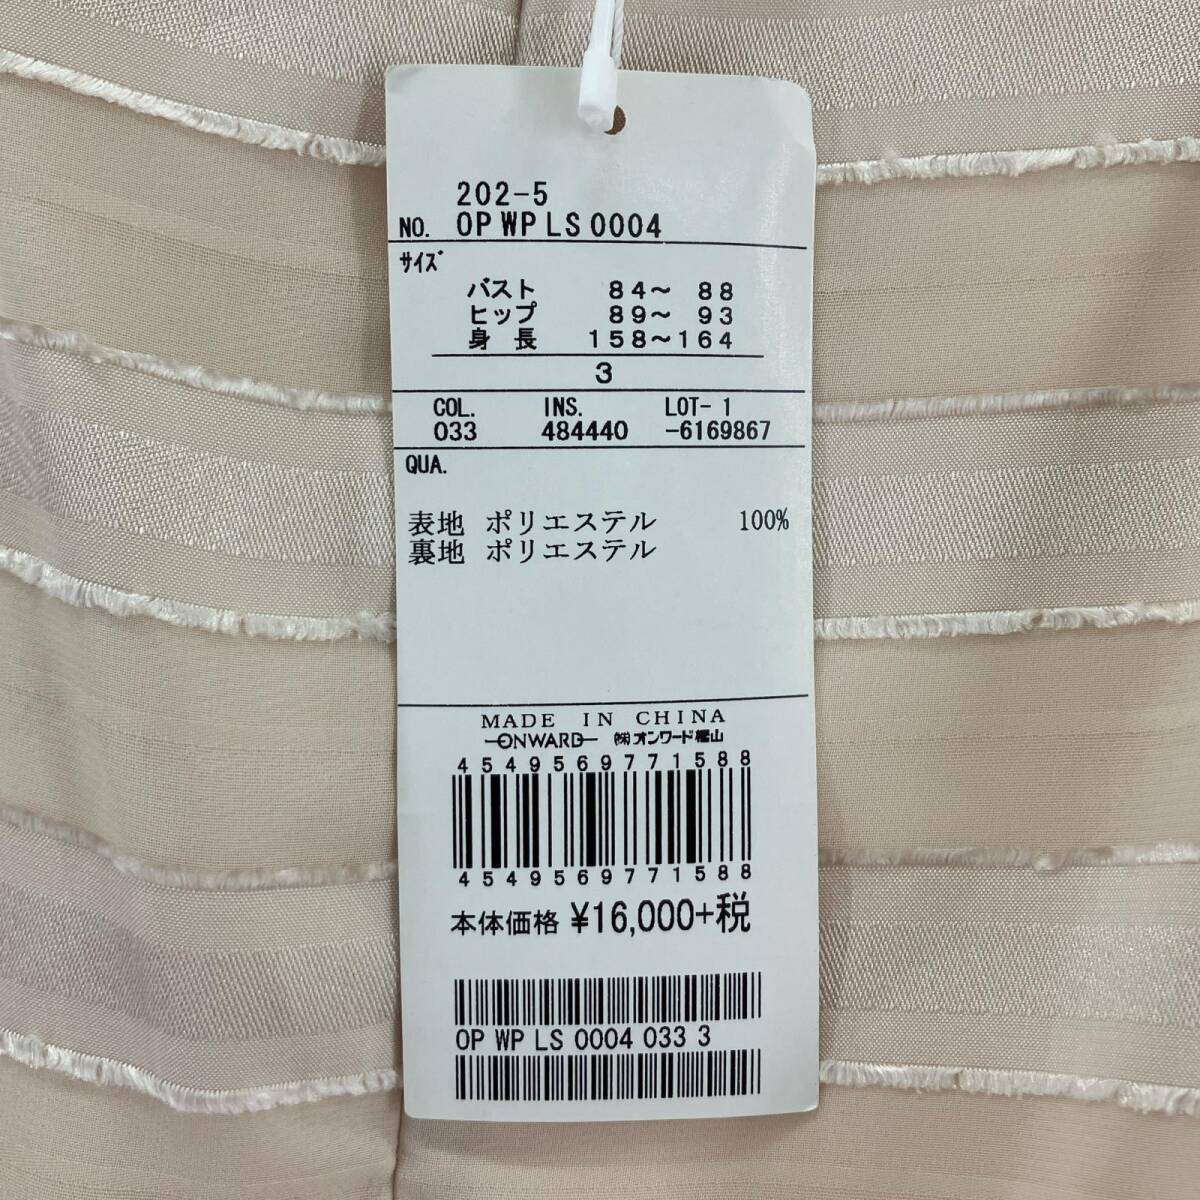 202-5
NO. OP WP LS 0004
サイズ
バスト 84～ 88
ヒップ 89～ 93
身長 158～164
3
COL. INS. LOT- 1
033 484440 -6169867
QUA.
表地 ポリエステル 100%
裏地 ポリエステル
MADE IN CHINA
ONWARD ㈱オンワード樫山
4549569771588
4549569771588
本体価格 ¥16,000+税
OP WP LS 0004 033 3